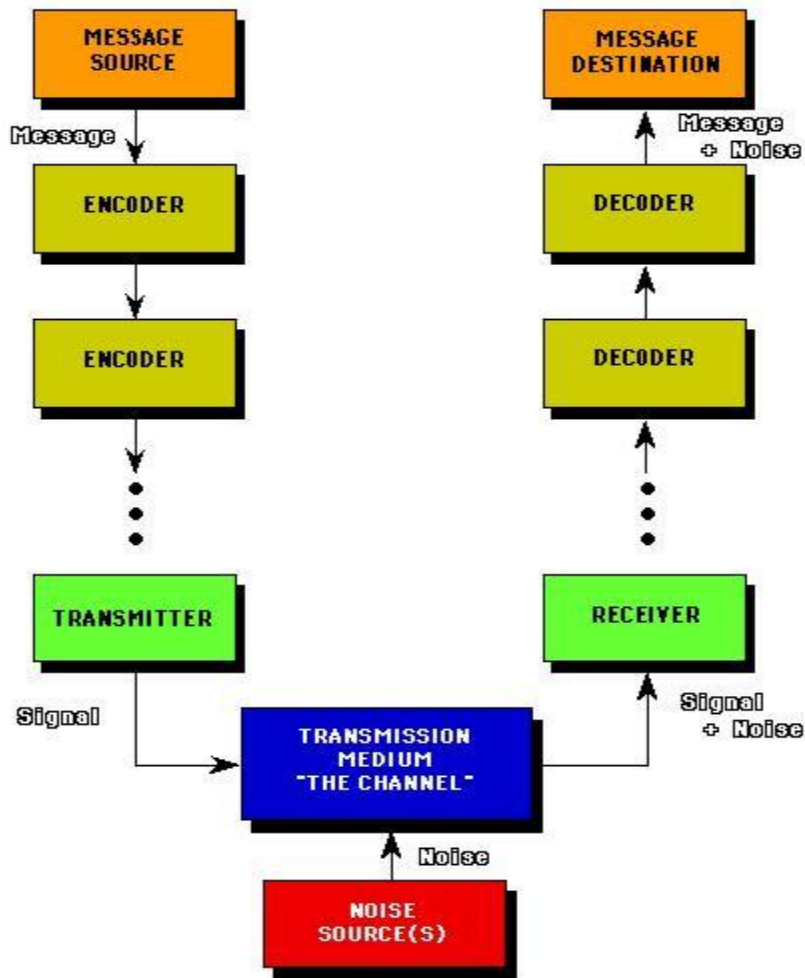 MESSAGE
SOURCE
Message
ENCODER
ENCODER
TRANSMITTER
Signal
TRANSMISSION
MEDIUM
"THE CHANNEL"
Noise
NOISE
SOURCE(S)
MESSAGE
DESTINATION
Message
+ Noise
DECODER
DECODER
RECEIVER
Signal
+ Noise